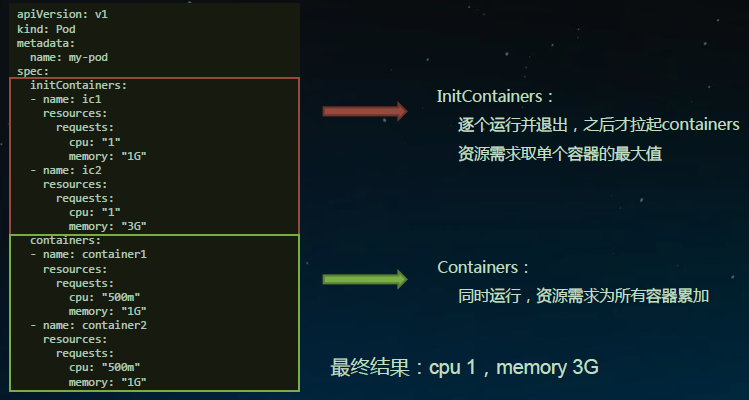 apiVersion: v1
kind: Pod
metadata:
  name: my-pod
spec:
  initContainers:
  - name: ic1
    resources:
      requests:
        cpu: "1"
        memory: "1G"
  - name: ic2
    resources:
      requests:
        cpu: "1"
        memory: "3G"
  containers:
  - name: container1
    resources:
      requests:
        cpu: "500m"
        memory: "1G"
  - name: container2
    resources:
      requests:
        cpu: "500m"
        memory: "1G"
InitContainers：
逐个运行并退出，之后才拉起containers
资源需求取单个容器的最大值
Containers：
同时运行，资源需求为所有容器累加
最终结果：cpu 1，memory 3G